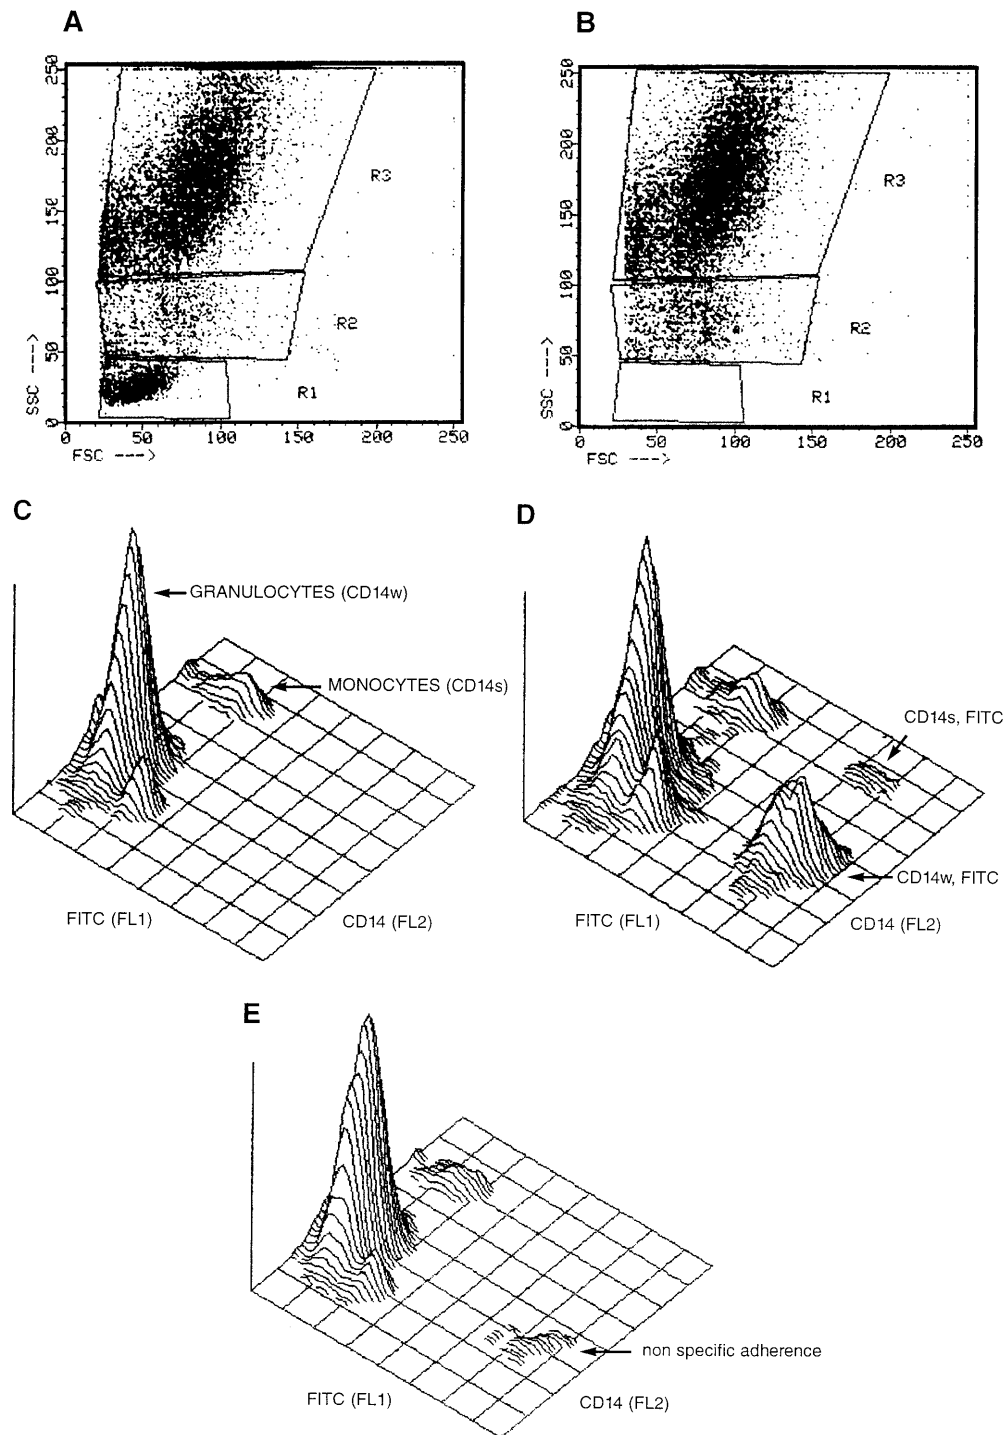 A
B
250
200
150
100
50
0
SSC --->
R3
R2
R1
0 50 100 150 200 250
FSC --->
250
200
150
100
50
0
SSC --->
R3
R2
R1
0 50 100 150 200 250
FSC --->
C
D
GRANULOCYTES (CD14w)
MONOCYTES (CD14s)
FITC (FL1)
CD14 (FL2)
CD14s, FITC
CD14w, FITC
FITC (FL1)
CD14 (FL2)
E
non specific adherence
FITC (FL1)
CD14 (FL2)